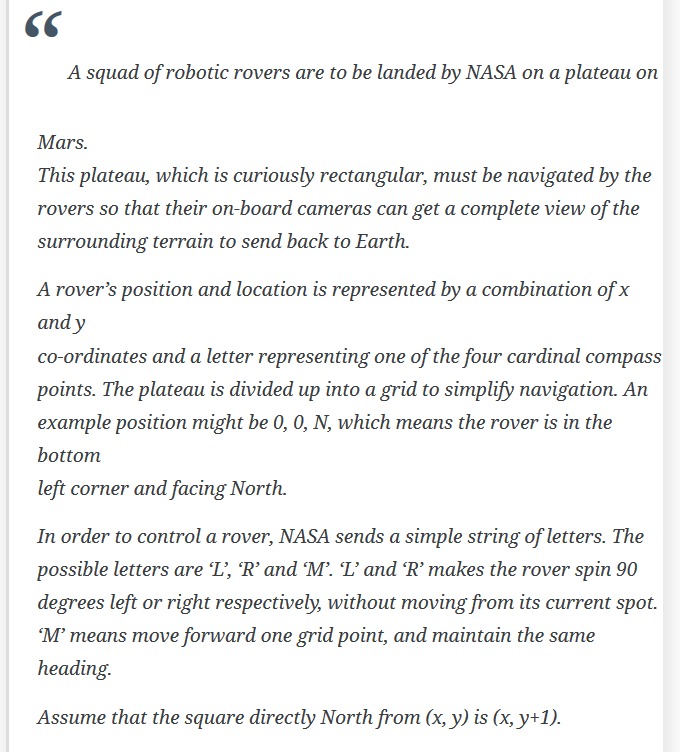 “
A squad of robotic rovers are to be landed by NASA on a plateau on
Mars.
This plateau, which is curiously rectangular, must be navigated by the
rovers so that their on-board cameras can get a complete view of the
surrounding terrain to send back to Earth.
A rover’s position and location is represented by a combination of x
and y
co-ordinates and a letter representing one of the four cardinal compass
points. The plateau is divided up into a grid to simplify navigation. An
example position might be 0, 0, N, which means the rover is in the
bottom
left corner and facing North.
In order to control a rover, NASA sends a simple string of letters. The
possible letters are ‘L’, ‘R’ and ‘M’. ‘L’ and ‘R’ makes the rover spin 90
degrees left or right respectively, without moving from its current spot.
‘M’ means move forward one grid point, and maintain the same
heading.
Assume that the square directly North from (x, y) is (x, y+1).